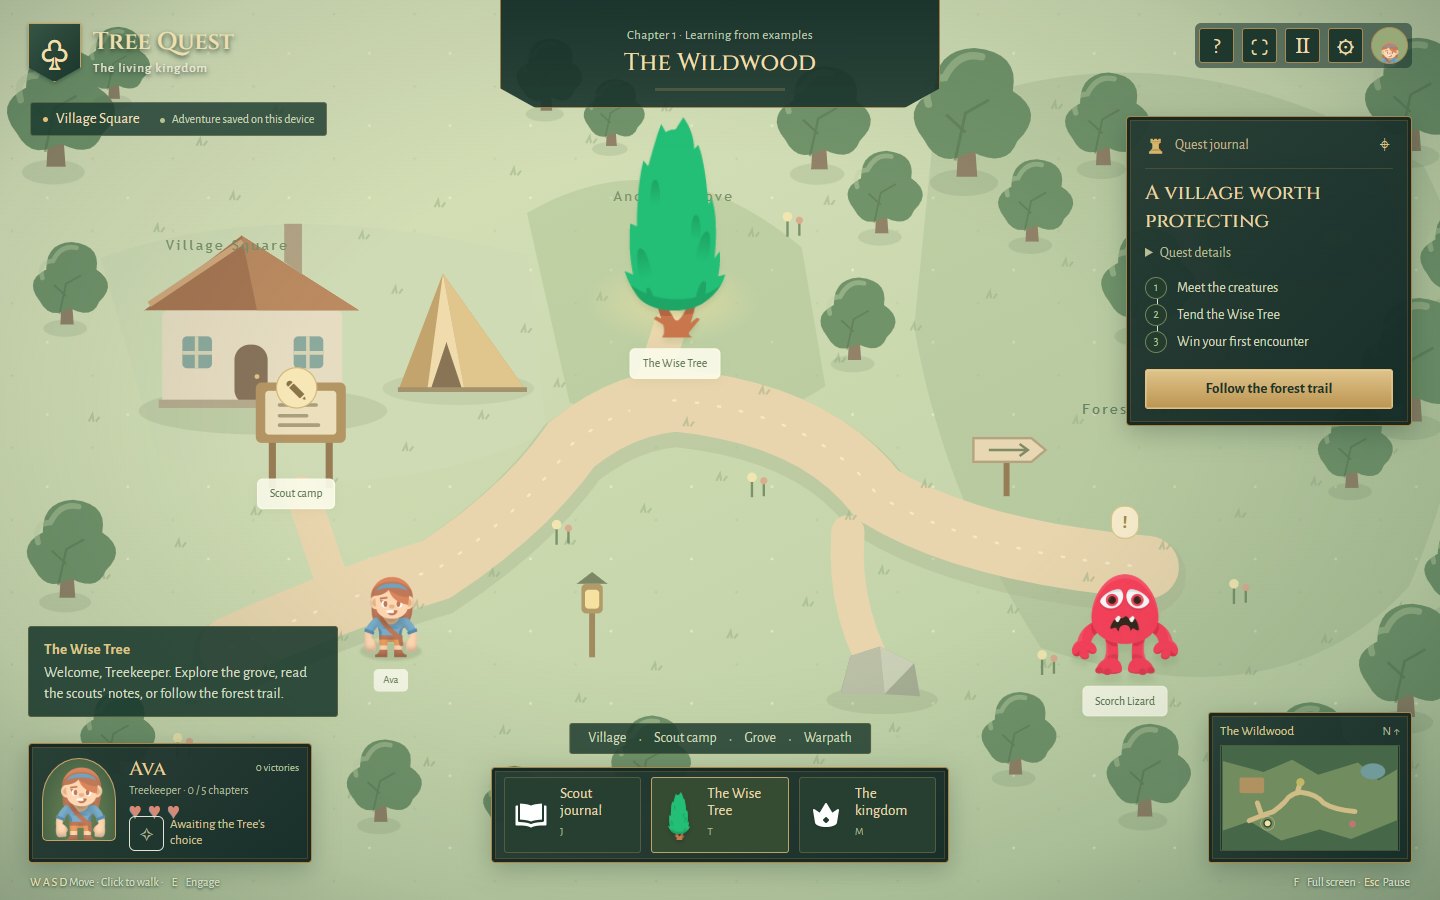 Tree Quest
The living kingdom
Chapter 1 · Learning from examples
The Wildwood
?
II
Village Square
Adventure saved on this device
Quest journal
A village worth
protecting
Quest details
1 Meet the creatures
2 Tend the Wise Tree
3 Win your first encounter
Follow the forest trail
Village Square
The Wise Tree
Scout camp
!
Ava
Scorch Lizard
The Wise Tree
Welcome, Treekeeper. Explore the grove, read
the scouts' notes, or follow the forest trail.
Village · Scout camp · Grove · Warpath
Ava
0 victories
Treekeeper · 0 / 5 chapters
Awaiting the Tree's
choice
Scout
journal
J
The Wise
Tree
T
The
kingdom
M
The Wildwood
N ↑
W A S D Move · Click to walk · E Engage
F Full screen · Esc Pause